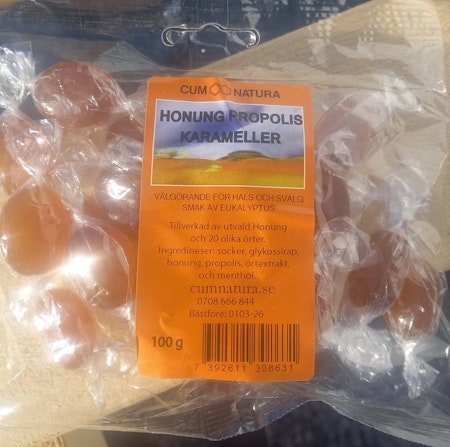 CUM NATURA
HONUNG PROPOLIS
KARAMELLER
VÄLGÖRANDE FÖR HALS OCH SVALG
SMAK AV EUKALYPTUS
Tillverkad av utvald Honung
och 20 olika örter.
Ingredineser: socker, glykossirap,
honung, propolis, örtextrakt,
och menthol.
cumnatura.se
0708 666 844
Bästföre: 0103-26
100 g
7 392611 308631